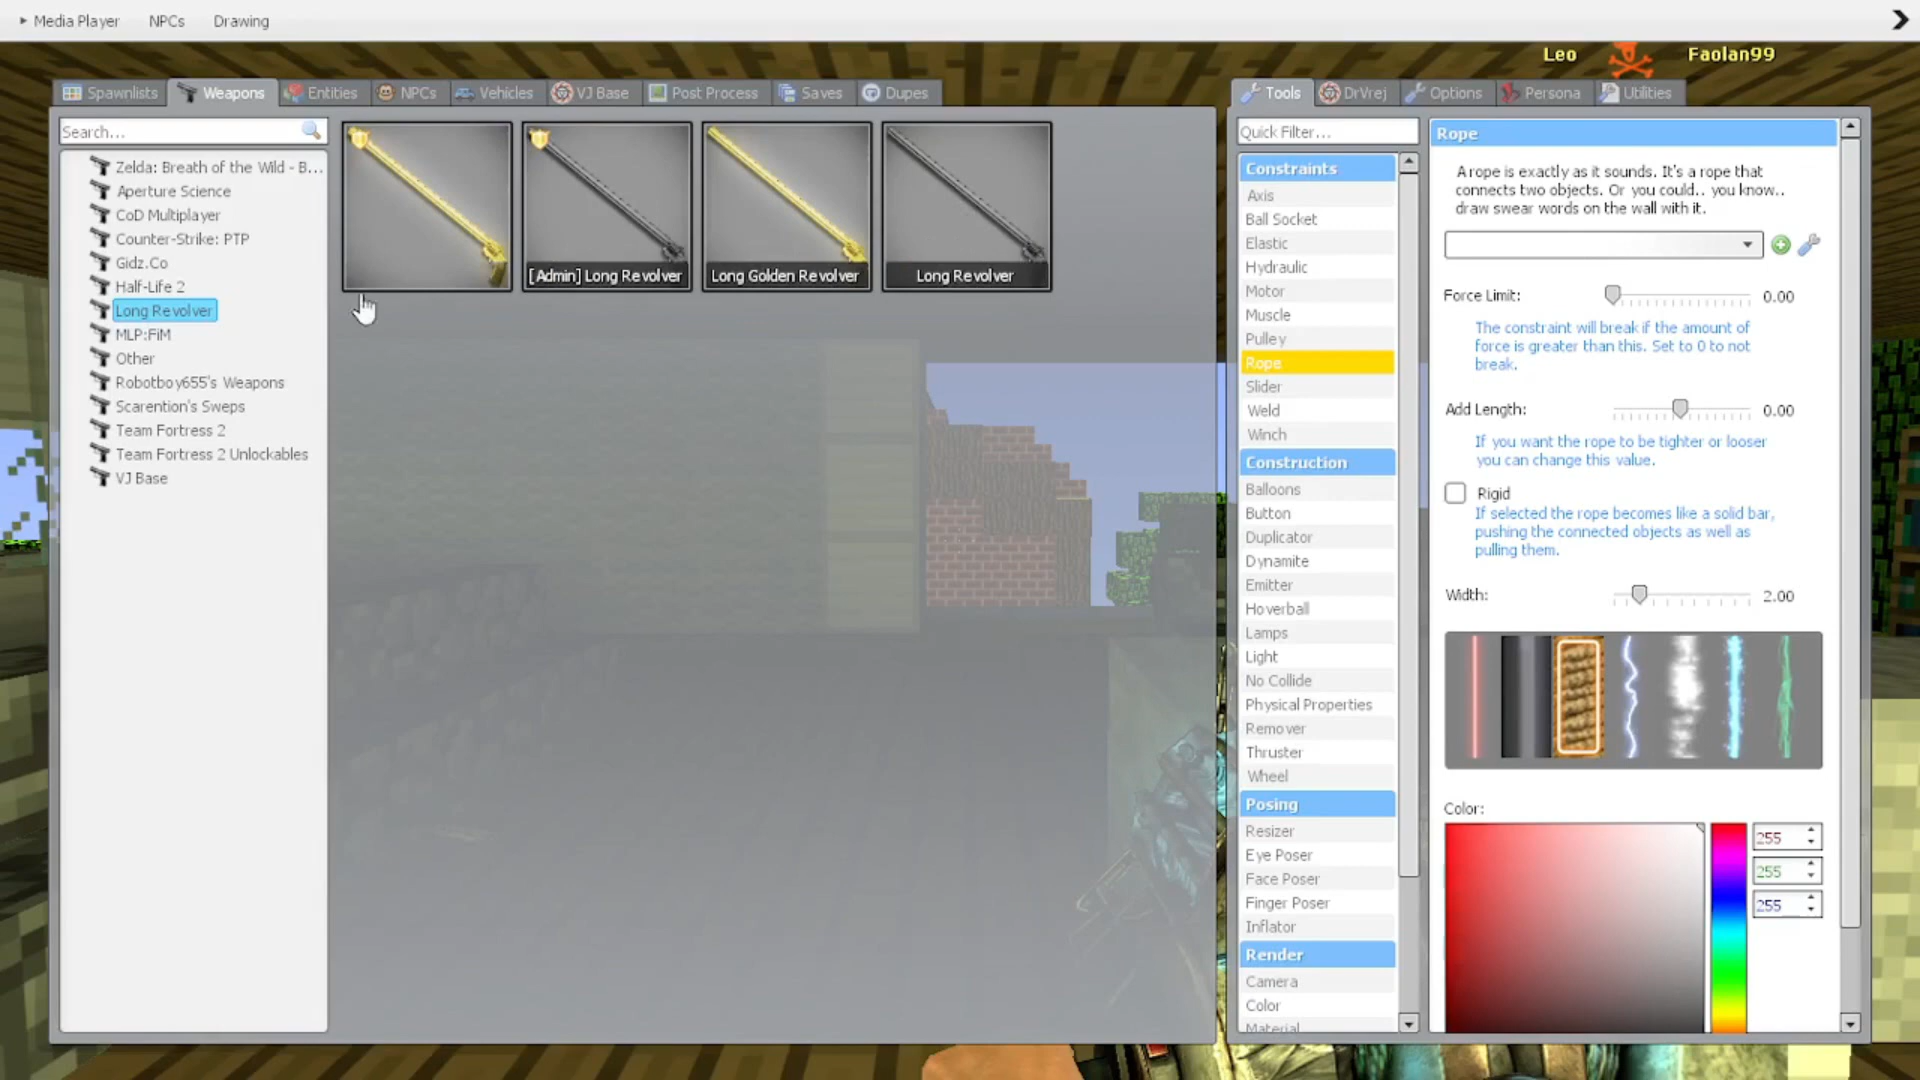 Media Player NPCs Drawing
Leo Faolan99
Spawnlists Weapons Entities NPCs Vehicles VJ Base Post Process Saves Dupes
Tools DrVrej Options Persona Utilities
Search...
Zelda: Breath of the Wild - B...
Aperture Science
CoD Multiplayer
Counter-Strike: PTP
Gidz.Co
Half-Life 2
Long Revolver
MLP:FiM
Other
Robotboy655's Weapons
Scarention's Sweps
Team Fortress 2
Team Fortress 2 Unlockables
VJ Base
[Admin] Long Revolver
Long Golden Revolver
Long Revolver
Quick Filter...
Constraints
Axis
Ball Socket
Elastic
Hydraulic
Motor
Muscle
Pulley
Rope
Slider
Weld
Winch
Construction
Balloons
Button
Duplicator
Dynamite
Emitter
Hoverball
Lamps
Light
No Collide
Physical Properties
Remover
Thruster
Wheel
Posing
Resizer
Eye Poser
Face Poser
Finger Poser
Inflator
Render
Camera
Color
Material
Rope
A rope is exactly as it sounds. It's a rope that
connects two objects. Or you could.. you know..
draw swear words on the wall with it.
Force Limit: 0.00
The constraint will break if the amount of
force is greater than this. Set to 0 to not
break.
Add Length: 0.00
If you want the rope to be tighter or looser
you can change this value.
Rigid
If selected the rope becomes like a solid bar,
pushing the connected objects as well as
pulling them.
Width: 2.00
Color:
255
255
255